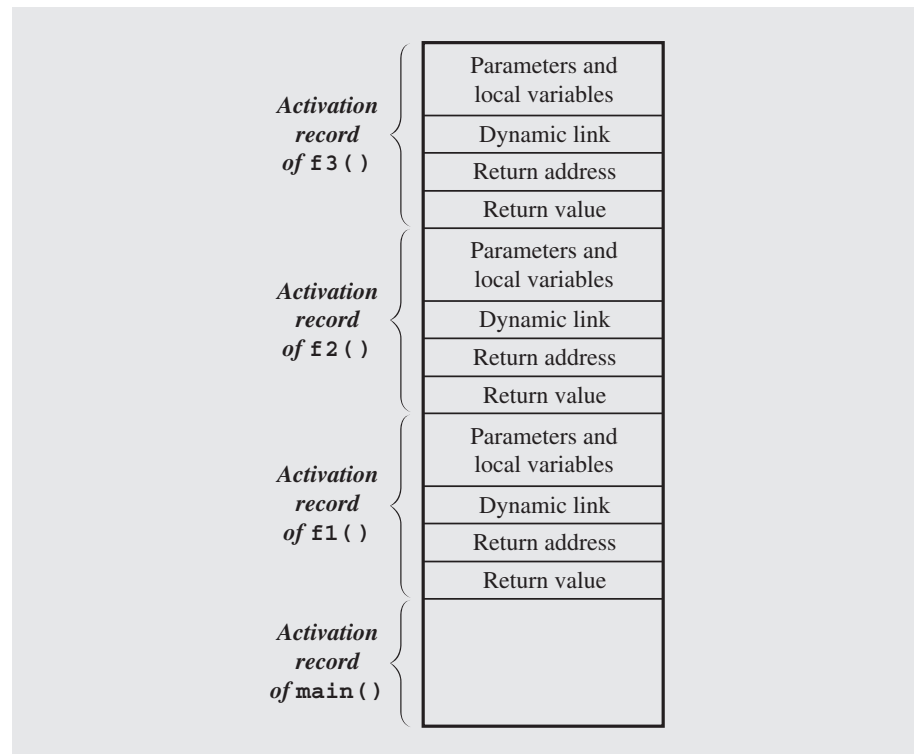 Activation
record
of f3()
Parameters and
local variables
Dynamic link
Return address
Return value
Activation
record
of f2()
Parameters and
local variables
Dynamic link
Return address
Return value
Activation
record
of f1()
Parameters and
local variables
Dynamic link
Return address
Return value
Activation
record
of main()